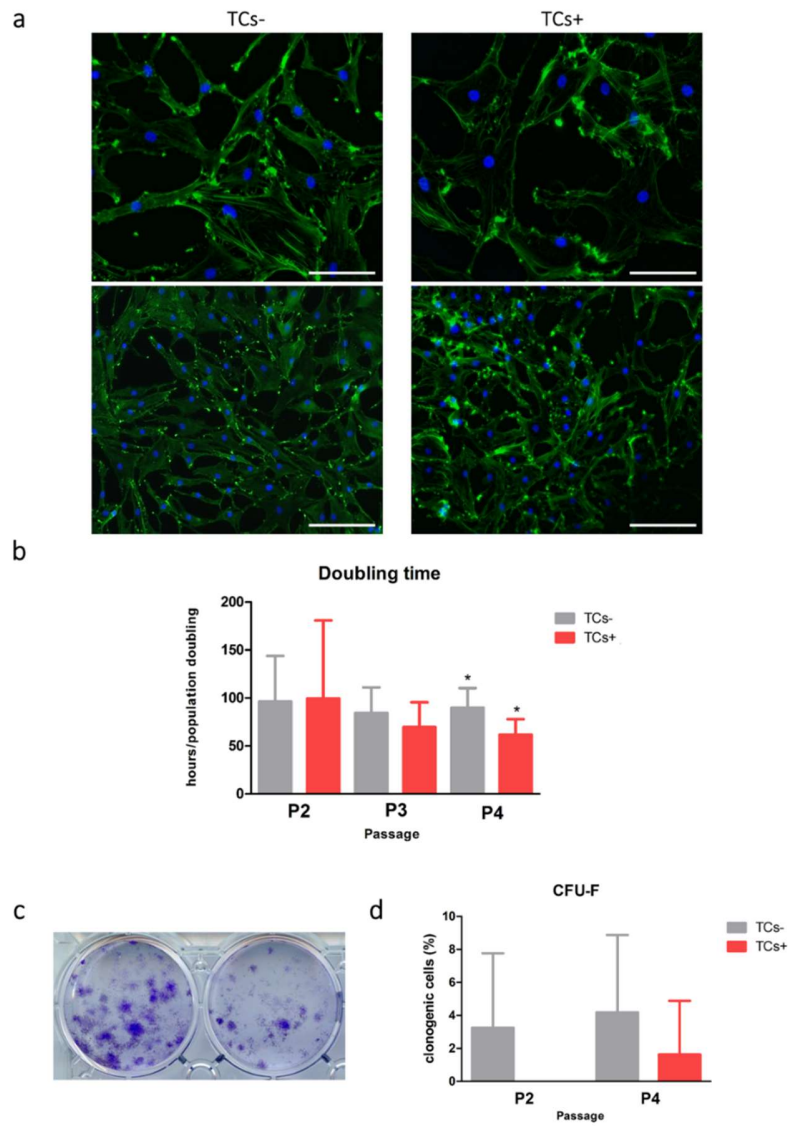 a
TCs-
TCs+
b
Doubling time
hours/population doubling
200
150
100
50
0
*
*
TCs-
TCs+
P2
P3
P4
Passage
c
d
CFU-F
clonogenic cells (%)
10
8
6
4
2
0
TCs-
TCs+
P2
P4
Passage